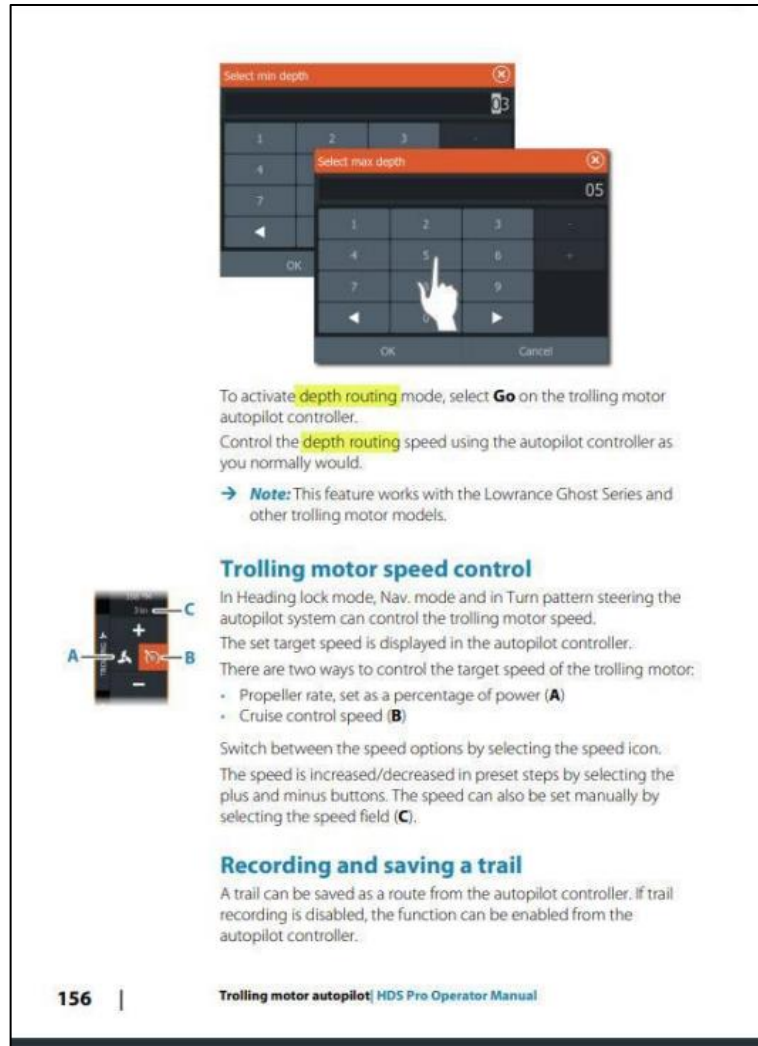 Select min depth
03
1 2 3 -
4
7
OK
Select max depth
05
1 2 3 -
4 5 6 +
7 9
OK Cancel
To activate depth routing mode, select Go on the trolling motor
autopilot controller.
Control the depth routing speed using the autopilot controller as
you normally would.
→ Note: This feature works with the Lowrance Ghost Series and
other trolling motor models.
Trolling motor speed control
In Heading lock mode, Nav. mode and in Turn pattern steering the
autopilot system can control the trolling motor speed.
The set target speed is displayed in the autopilot controller.
There are two ways to control the target speed of the trolling motor:
• Propeller rate, set as a percentage of power (A)
• Cruise control speed (B)
Switch between the speed options by selecting the speed icon.
The speed is increased/decreased in preset steps by selecting the
plus and minus buttons. The speed can also be set manually by
selecting the speed field (C).
C
+
A
B
−
Recording and saving a trail
A trail can be saved as a route from the autopilot controller. If trail
recording is disabled, the function can be enabled from the
autopilot controller.
156 | Trolling motor autopilot| HDS Pro Operator Manual